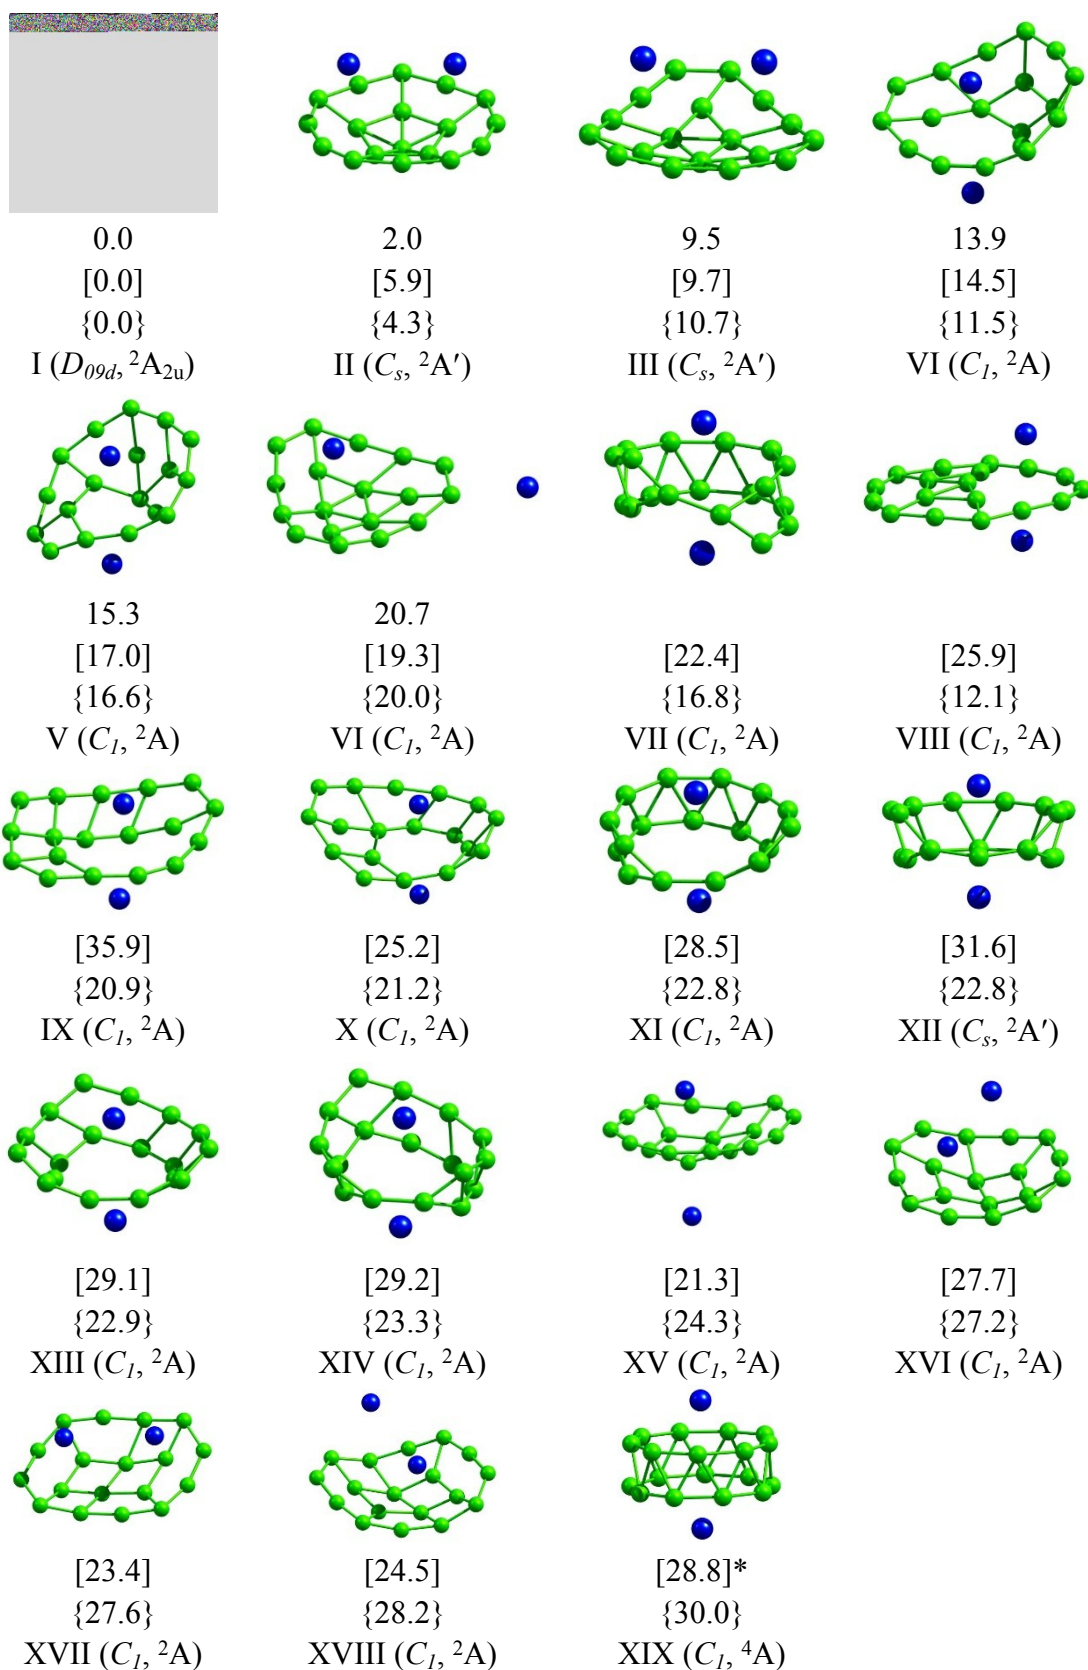 0.0 2.0 9.5 13.9
[0.0] [5.9] [9.7] [14.5]
{0.0} {4.3} {10.7} {11.5}
I (D09d, ²A2u) II (Cs, ²A′) III (Cs, ²A′) VI (C1, ²A)
15.3 20.7
[17.0] [19.3] [22.4] [25.9]
{16.6} {20.0} {16.8} {12.1}
V (C1, ²A) VI (C1, ²A) VII (C1, ²A) VIII (C1, ²A)
[35.9] [25.2] [28.5] [31.6]
{20.9} {21.2} {22.8} {22.8}
IX (C1, ²A) X (C1, ²A) XI (C1, ²A) XII (Cs, ²A′)
[29.1] [29.2] [21.3] [27.7]
{22.9} {23.3} {24.3} {27.2}
XIII (C1, ²A) XIV (C1, ²A) XV (C1, ²A) XVI (C1, ²A)
[23.4] [24.5] [28.8]*
{27.6} {28.2} {30.0}
XVII (C1, ²A) XVIII (C1, ²A) XIX (C1, ⁴A)